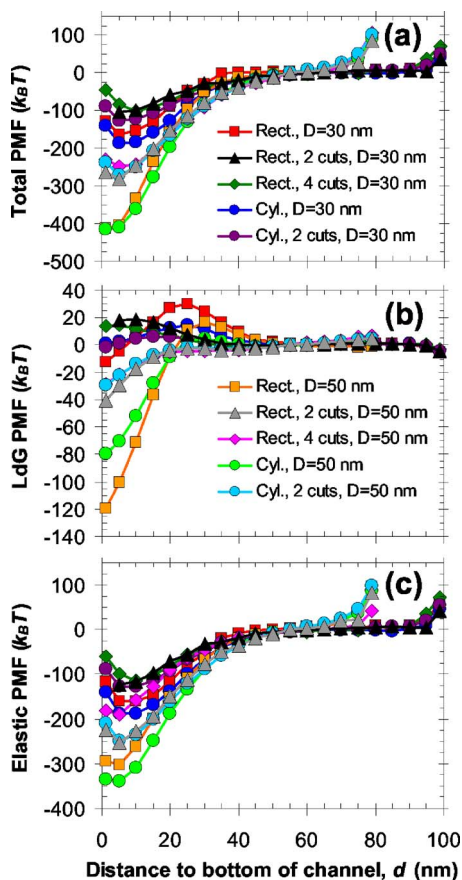 (a)
Total PMF (kBT)
100
0
-100
-200
-300
-400
-500
Rect., D=30 nm
Rect., 2 cuts, D=30 nm
Rect., 4 cuts, D=30 nm
Cyl., D=30 nm
Cyl., 2 cuts, D=30 nm
(b)
LdG PMF (kBT)
40
20
0
-20
-40
-60
-80
-100
-120
-140
Rect., D=50 nm
Rect., 2 cuts, D=50 nm
Rect., 4 cuts, D=50 nm
Cyl., D=50 nm
Cyl., 2 cuts, D=50 nm
(c)
Elastic PMF (kBT)
100
0
-100
-200
-300
-400
0 20 40 60 80 100
Distance to bottom of channel, d (nm)